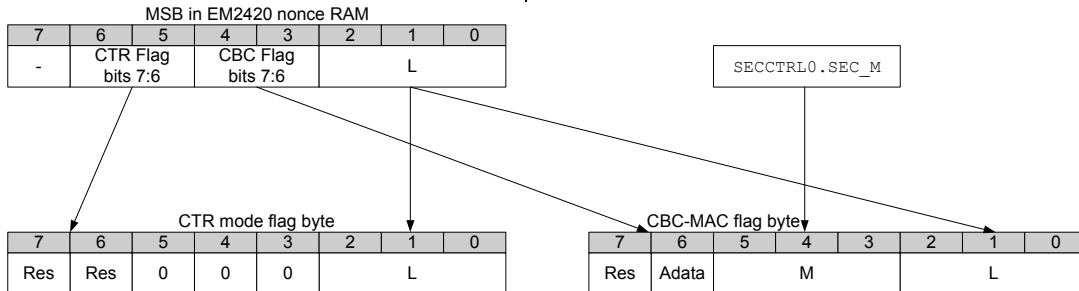 MSB in EM2420 nonce RAM
7 6 5 4 3 2 1 0
- CTR Flag bits 7:6 CBC Flag bits 7:6 L
SECCTRL0.SEC_M
CTR mode flag byte
7 6 5 4 3 2 1 0
Res Res 0 0 0 L
CBC-MAC flag byte
7 6 5 4 3 2 1 0
Res Adata M L